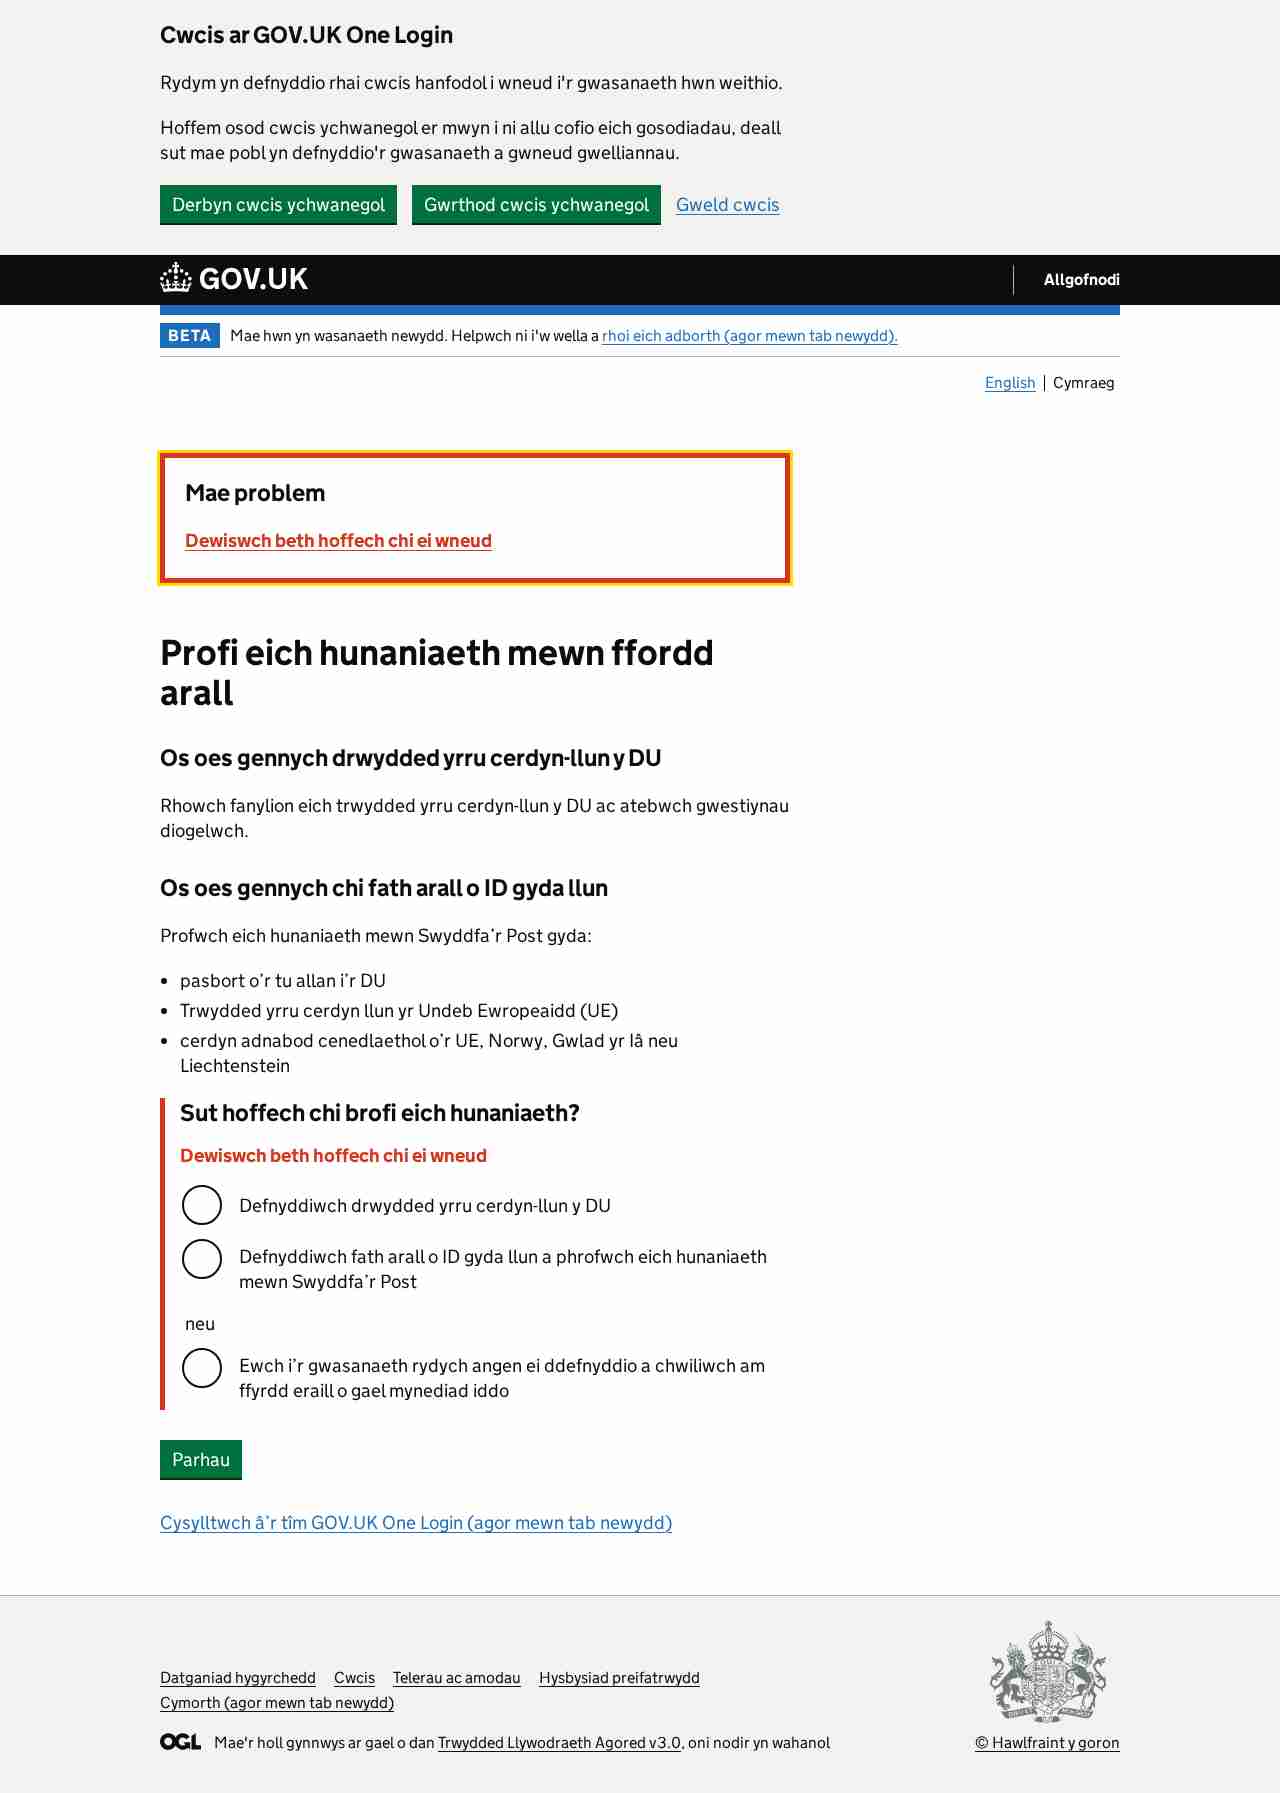 Cwcis ar GOV.UK One Login
Rydym yn defnyddio rhai cwcis hanfodol i wneud i'r gwasanaeth hwn weithio.
Hoffem osod cwcis ychwanegol er mwyn i ni allu cofio eich gosodiadau, deall
sut mae pobl yn defnyddio'r gwasanaeth a gwneud gwelliannau.
Derbyn cwcis ychwanegol Gwrthod cwcis ychwanegol Gweld cwcis
GOV.UK Allgofnodi
BETA Mae hwn yn wasanaeth newydd. Helpwch ni i'w wella a rhoi eich adborth (agor mewn tab newydd).
English Cymraeg
Mae problem
Dewiswch beth hoffech chi ei wneud
Profi eich hunaniaeth mewn ffordd
arall
Os oes gennych drwydded yrru cerdyn-llun y DU
Rhowch fanylion eich trwydded yrru cerdyn-llun y DU ac atebwch gwestiynau
diogelwch.
Os oes gennych chi fath arall o ID gyda llun
Profwch eich hunaniaeth mewn Swyddfa’r Post gyda:
• pasbort o’r tu allan i’r DU
• Trwydded yrru cerdyn llun yr Undeb Ewropeaidd (UE)
• cerdyn adnabod cenedlaethol o’r UE, Norwy, Gwlad yr Iâ neu
Liechtenstein
Sut hoffech chi brofi eich hunaniaeth?
Dewiswch beth hoffech chi ei wneud
Defnyddiwch drwydded yrru cerdyn-llun y DU
Defnyddiwch fath arall o ID gyda llun a phrofwch eich hunaniaeth
mewn Swyddfa’r Post
neu
Ewch i’r gwasanaeth rydych angen ei ddefnyddio a chwiliwch am
ffyrdd eraill o gael mynediad iddo
Parhau
Cysylltwch â’r tîm GOV.UK One Login (agor mewn tab newydd)
Datganiad hygyrchedd Cwcis Telerau ac amodau Hysbysiad preifatrwydd
Cymorth (agor mewn tab newydd)
OGL Mae'r holl gynnwys ar gael o dan Trwydded Llywodraeth Agored v3.0, oni nodir yn wahanol
© Hawlfraint y goron